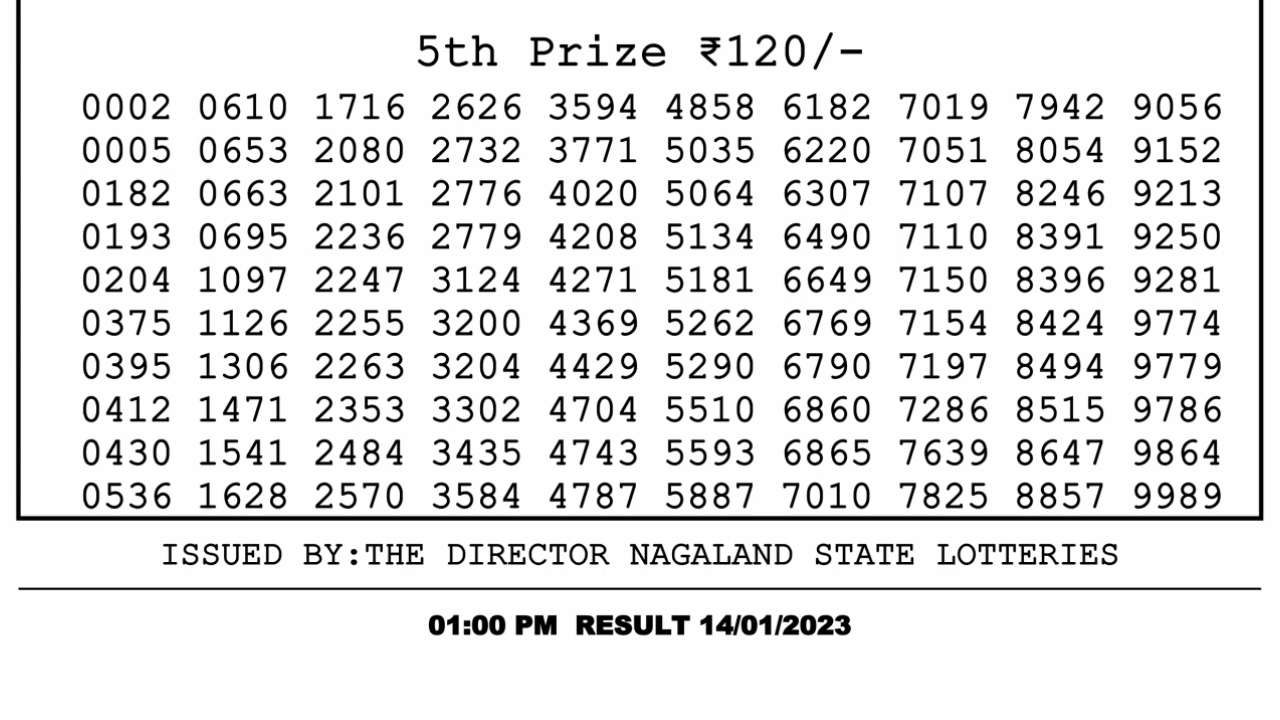 5th Prize ₹120/-
0002 0610 1716 2626 3594 4858 6182 7019 7942 9056
0005 0653 2080 2732 3771 5035 6220 7051 8054 9152
0182 0663 2101 2776 4020 5064 6307 7107 8246 9213
0193 0695 2236 2779 4208 5134 6490 7110 8391 9250
0204 1097 2247 3124 4271 5181 6649 7150 8396 9281
0375 1126 2255 3200 4369 5262 6769 7154 8424 9774
0395 1306 2263 3204 4429 5290 6790 7197 8494 9779
0412 1471 2353 3302 4704 5510 6860 7286 8515 9786
0430 1541 2484 3435 4743 5593 6865 7639 8647 9864
0536 1628 2570 3584 4787 5887 7010 7825 8857 9989
ISSUED BY:THE DIRECTOR NAGALAND STATE LOTTERIES
01:00 PM RESULT 14/01/2023